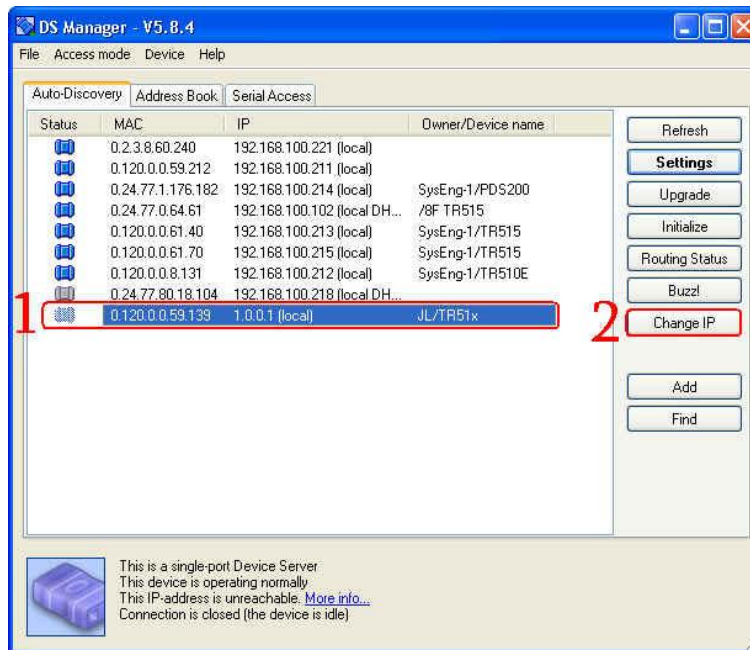 DS Manager - V5.8.4
File Access mode Device Help
Auto-Discovery Address Book Serial Access
Status MAC IP Owner/Device name
0.2.3.8.60.240 192.168.100.221 (local)
0.120.0.0.59.212 192.168.100.211 (local)
0.24.77.1.176.182 192.168.100.214 (local) SysEng-1/PDS200
0.24.77.0.64.61 192.168.100.102 (local DH... /8F TR515
0.120.0.0.61.40 192.168.100.213 (local) SysEng-1/TR515
0.120.0.0.61.70 192.168.100.215 (local) SysEng-1/TR515
0.120.0.0.8.131 192.168.100.212 (local) SysEng-1/TR510E
0.24.77.80.18.104 192.168.100.218 (local DH...
1 0.120.0.0.59.139 1.0.0.1 (local) JL/TR51x
Refresh
Settings
Upgrade
Initialize
Routing Status
Buzz!
2 Change IP
Add
Find
This is a single-port Device Server
This device is operating normally
This IP-address is unreachable. More info...
Connection is closed (the device is idle)